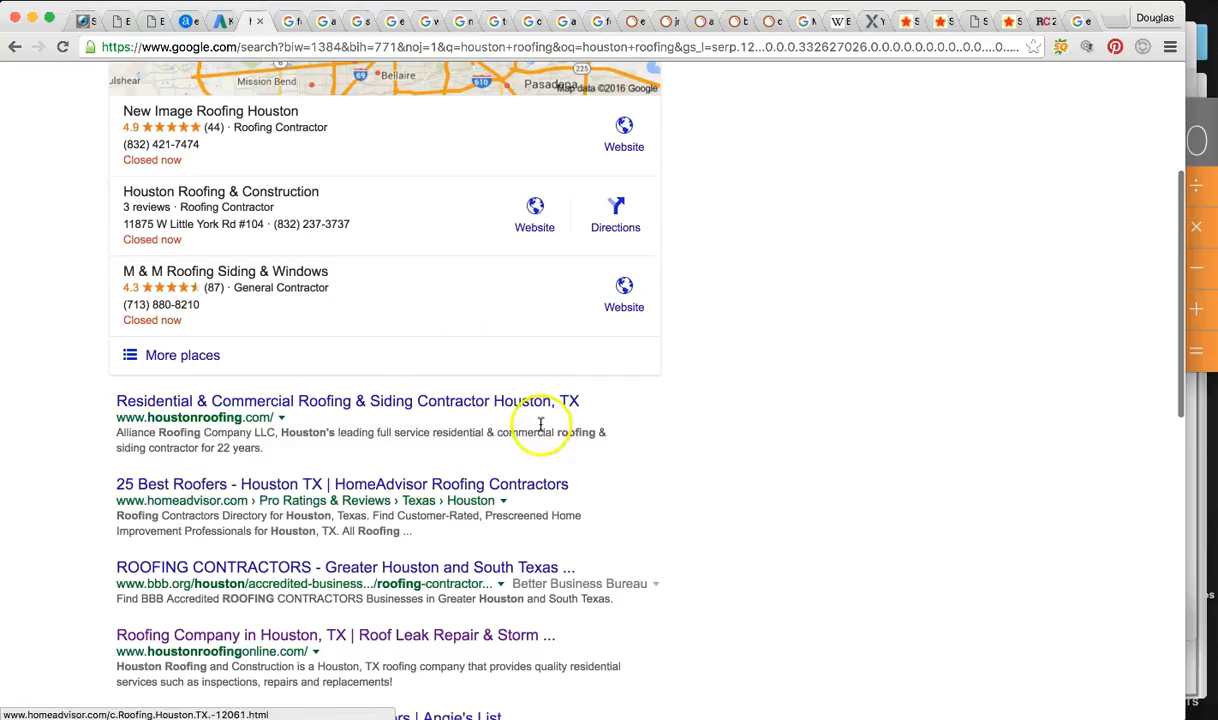 Douglas
https://www.google.com/search?biw=1384&bih=771&noj=1&q=houston+roofing&oq=houston+roofing&gs_l=serp.12...0.0.0.332627026.0.0.0.0.0.0.0.0..0.0....0.....
Mission Bend
Bellaire
69
610
225
Map data ©2016 Google
New Image Roofing Houston
4.9 ★★★★★ (44) · Roofing Contractor
Website
(832) 421-7474
Closed now
Houston Roofing & Construction
3 reviews · Roofing Contractor
11875 W Little York Rd #104 · (832) 237-3737
Website
Directions
Closed now
M & M Roofing Siding & Windows
4.3 (87) · General Contractor
(713) 880-8210
Website
Closed now
More places
Residential & Commercial Roofing & Siding Contractor Houston, TX
www.houstonroofing.com/
Alliance Roofing Company LLC, Houston's leading full service residential & commercial roofing &
siding contractor for 22 years.
25 Best Roofers - Houston TX | HomeAdvisor Roofing Contractors
www.homeadvisor.com › Pro Ratings & Reviews › Texas › Houston
Roofing Contractors Directory for Houston, Texas. Find Customer-Rated, Prescreened Home
Improvement Professionals for Houston, TX. All Roofing ...
ROOFING CONTRACTORS - Greater Houston and South Texas ...
www.bbb.org/houston/accredited-business.../roofing-contractor... Better Business Bureau
Find BBB Accredited ROOFING CONTRACTORS Businesses in Greater Houston and South Texas.
Roofing Company in Houston, TX | Roof Leak Repair & Storm ...
www.houstonroofingonline.com/
Houston Roofing and Construction is a Houston, TX roofing company that provides quality residential
services such as inspections, repairs and replacements!
www.homeadvisor.com/c.Roofing.Houston.TX.-12061.html
| Angie's List